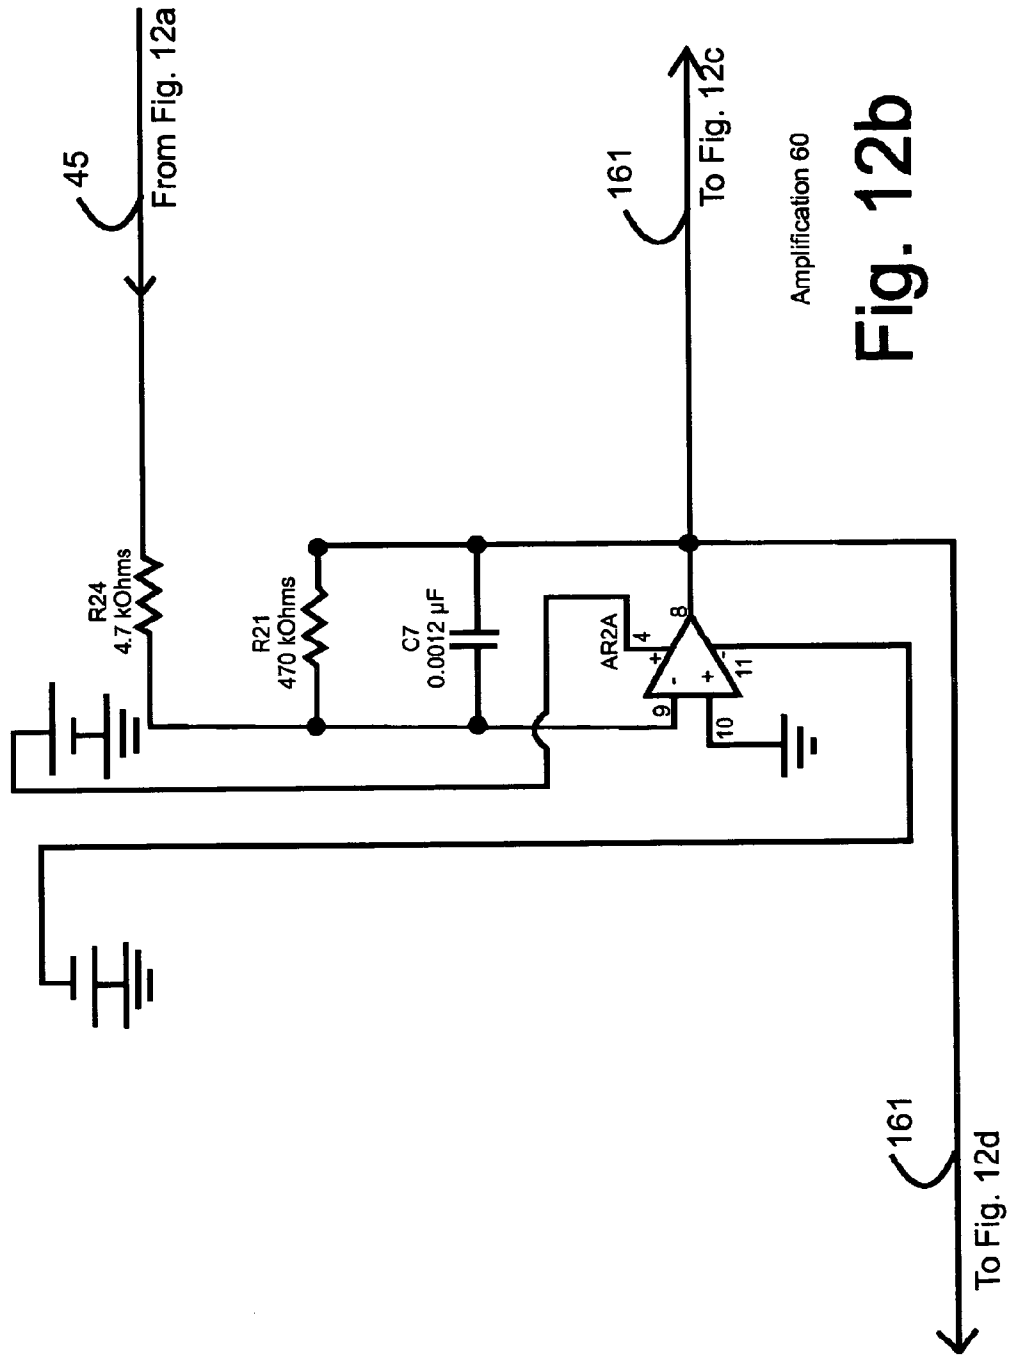 45
From Fig. 12a
R24
4.7 kOhms
R21
470 kOhms
C7
0.0012 µF
AR2A
4
+
-
9
8
+
10
-
11
161
To Fig. 12c
161
To Fig. 12d
Amplification 60
Fig. 12b